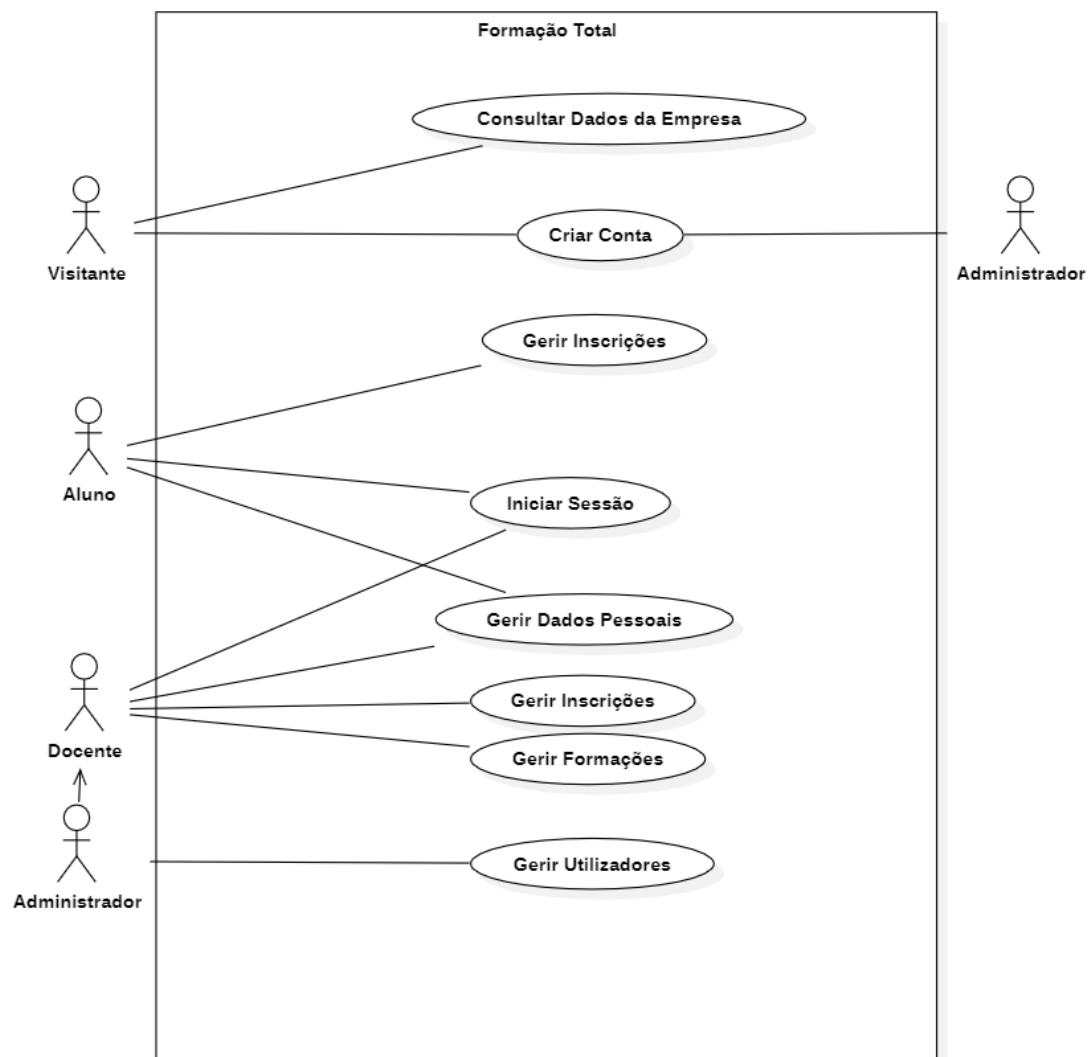 Formação Total
Consultar Dados da Empresa
Criar Conta
Visitante
Administrador
Gerir Inscrições
Aluno
Iniciar Sessão
Gerir Dados Pessoais
Gerir Inscrições
Docente
Gerir Formações
Gerir Utilizadores
Administrador